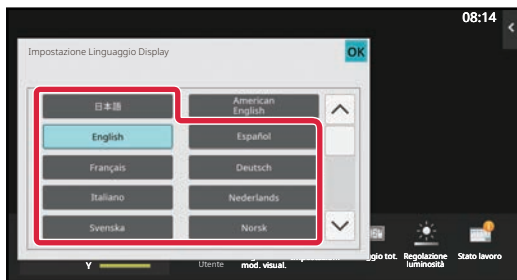 08:14
Impostazione Linguaggio Display
OK
日本語
American
English
English
Español
Français
Deutsch
Italiano
Nederlands
Svenska
Norsk
Y
Utente
mod. visual.
gio tot.
Regolazione
luminosità
Stato lavoro